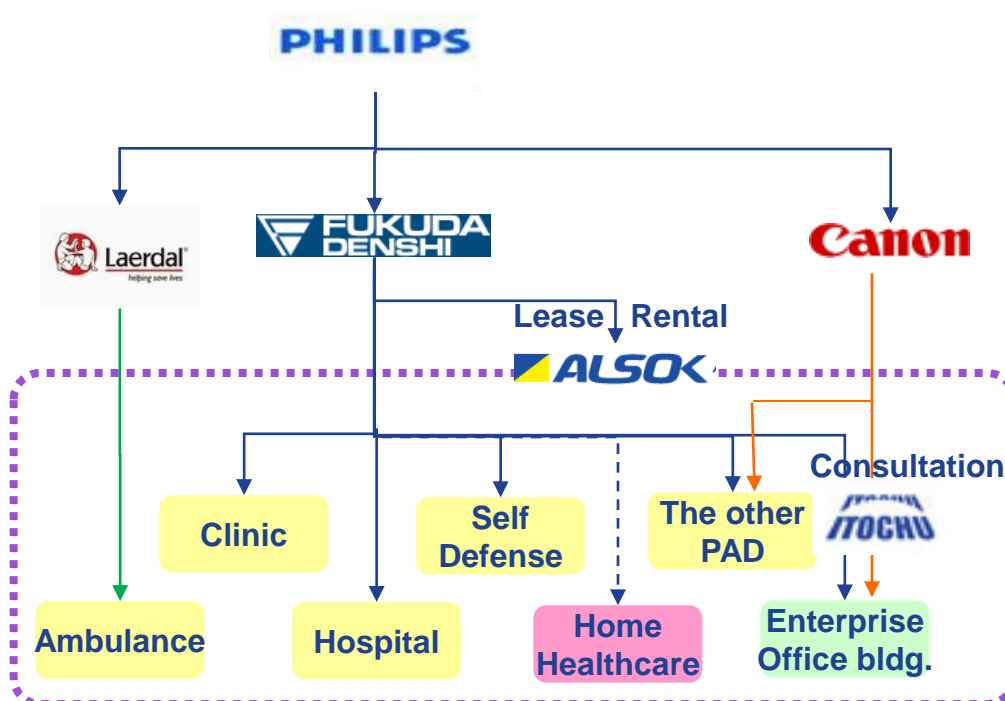 PHILIPS
Laerdal®
helping save lives
FUKUDA
DENSHI
Canon
Lease Rental
ALSOK
Consultation
ITOCHU
Clinic
Self
Defense
The other
PAD
Ambulance
Hospital
Home
Healthcare
Enterprise
Office bldg.